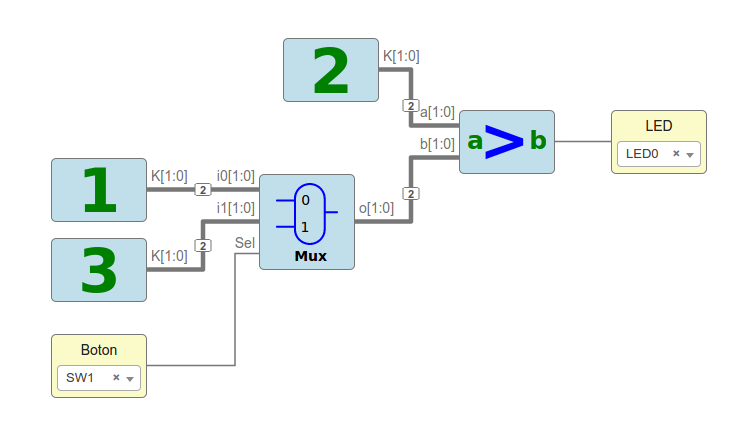 2
K[1:0]
2
a[1:0]
b[1:0]
a > b
LED
LED0 × ▾
1
K[1:0]
2
i0[1:0]
i1[1:0]
0
1
Mux
o[1:0]
2
3
K[1:0]
2
Sel
Boton
SW1 × ▾